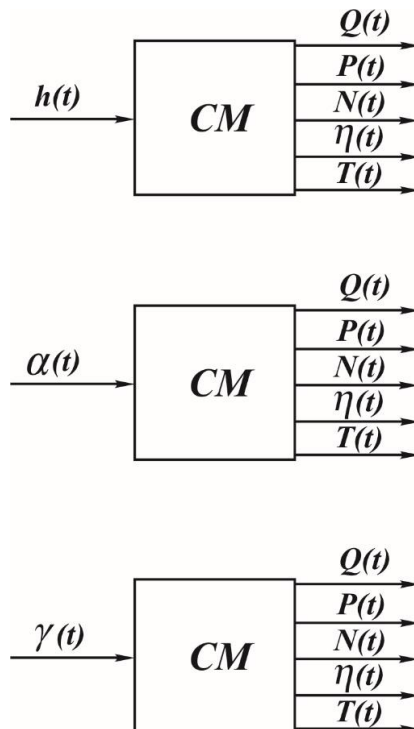 Q(t)
P(t)
h(t) CM N(t)
η(t)
T(t)
Q(t)
P(t)
α(t) CM N(t)
η(t)
T(t)
Q(t)
P(t)
γ(t) CM N(t)
η(t)
T(t)